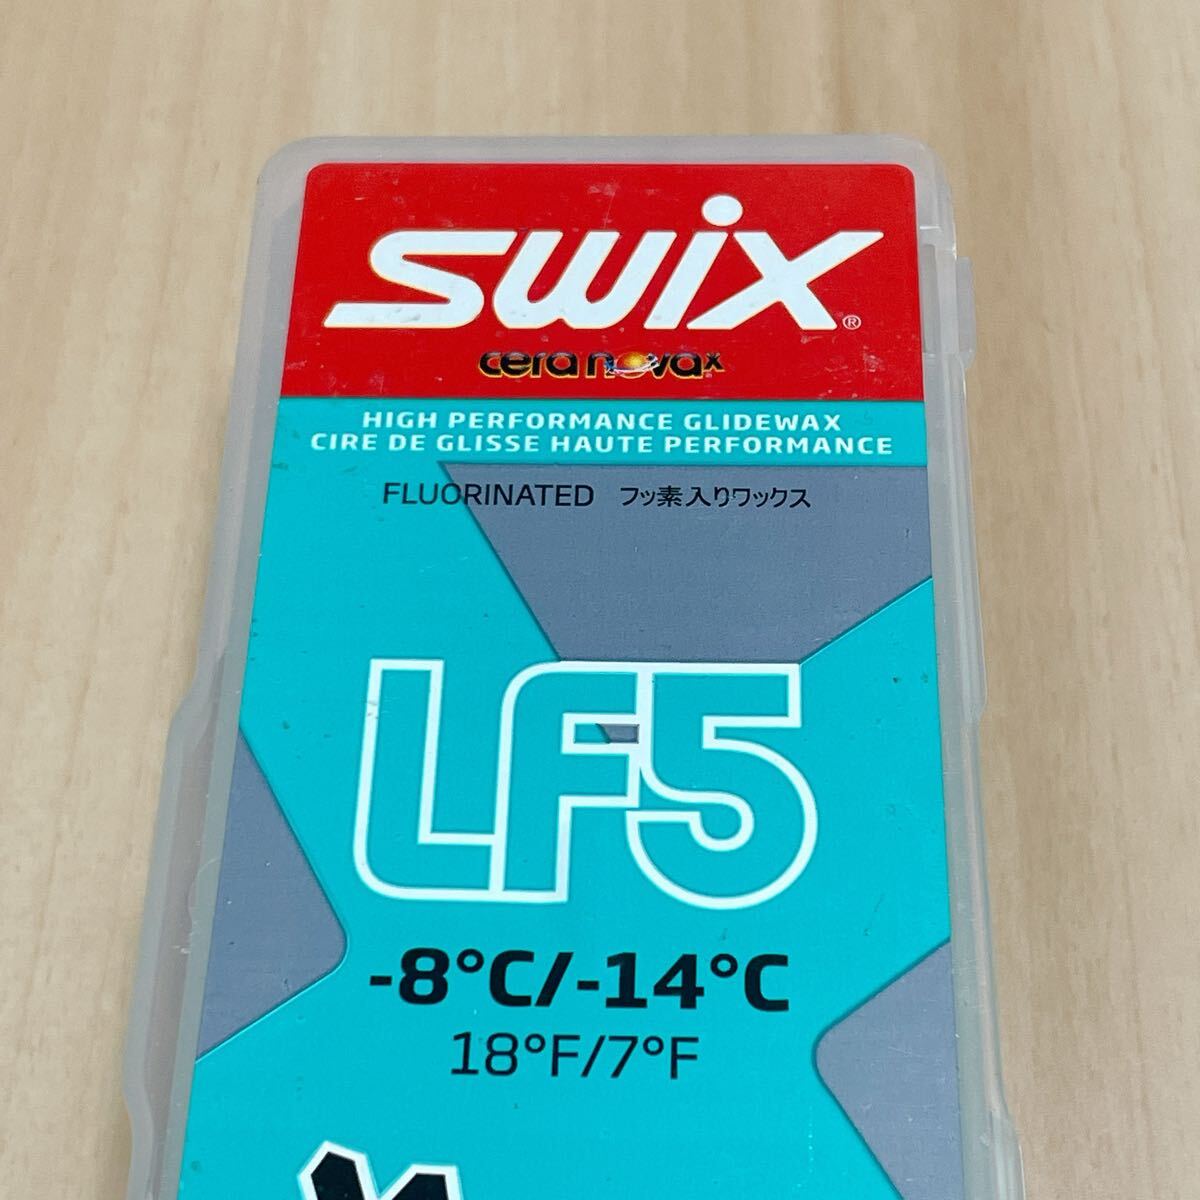 SWIX®
cera nova x
HIGH PERFORMANCE GLIDEWAX
CIRE DE GLISSE HAUTE PERFORMANCE
FLUORINATED フッ素入りワックス
LF5
-8°C/-14°C
18°F/7°F